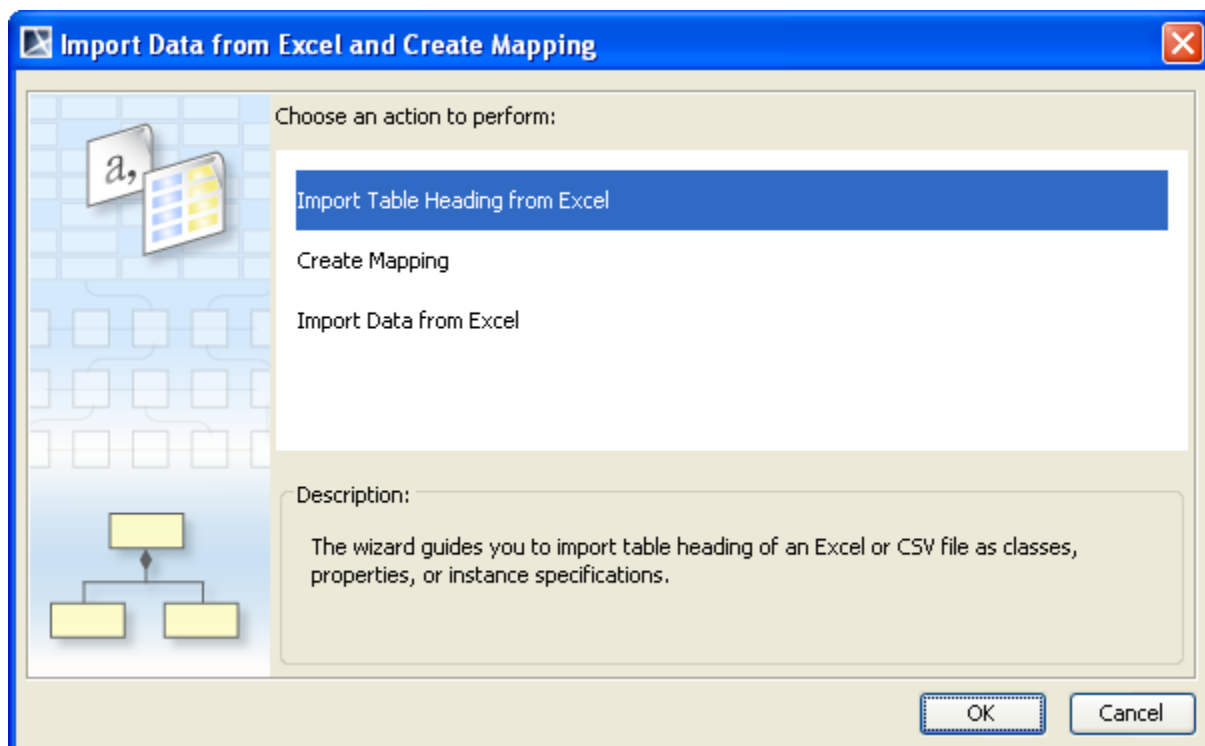 Import Data from Excel and Create Mapping
Choose an action to perform:
a,
Import Table Heading from Excel
Create Mapping
Import Data from Excel
Description:
The wizard guides you to import table heading of an Excel or CSV file as classes,
properties, or instance specifications.
OK
Cancel